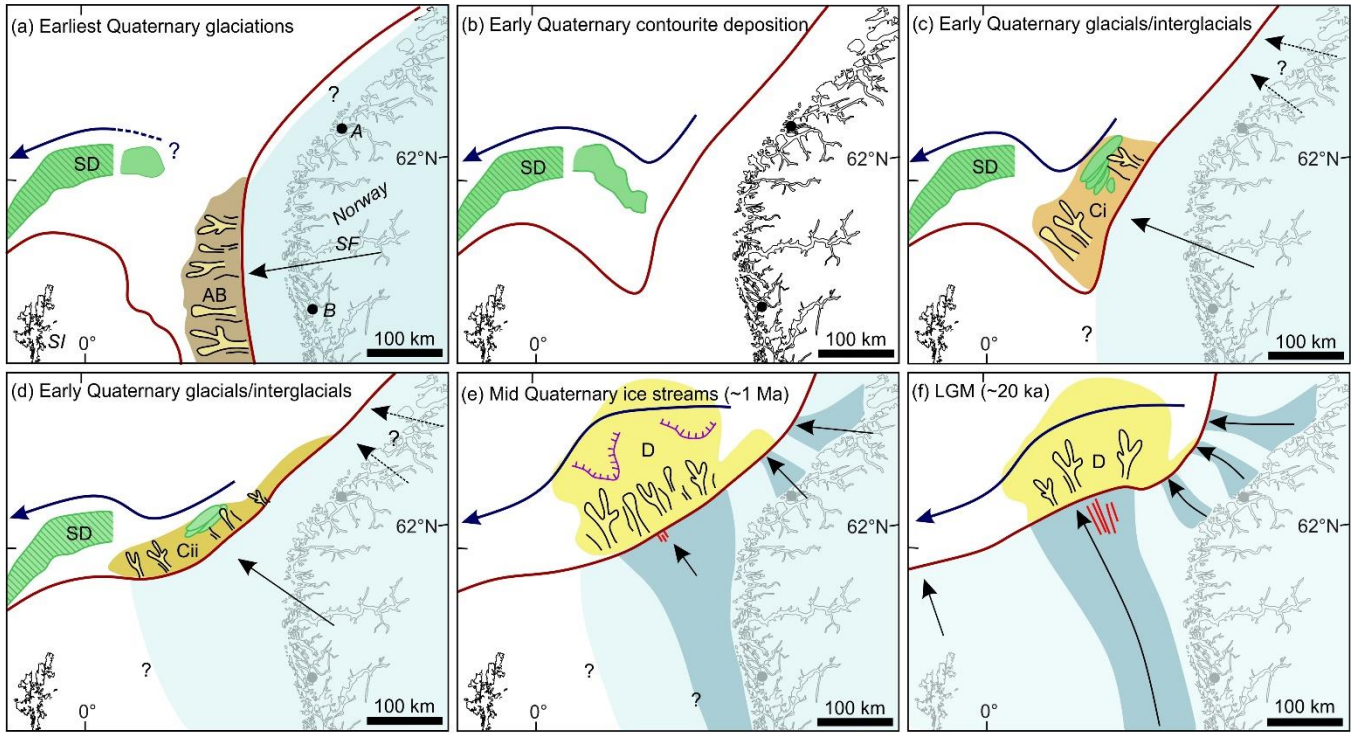 (a) Earliest Quaternary glaciations
?
A
?
SD
62°N
Norway
SF
AB
B
SI
0°
100 km
(b) Early Quaternary contourite deposition
SD
62°N
0°
100 km
(c) Early Quaternary glacials/interglacials
?
62°N
SD
Ci
?
0°
100 km
(d) Early Quaternary glacials/interglacials
?
62°N
SD
Cii
?
0°
100 km
(e) Mid Quaternary ice streams (~1 Ma)
D
62°N
?
?
0°
100 km
(f) LGM (~20 ka)
D
62°N
0°
100 km